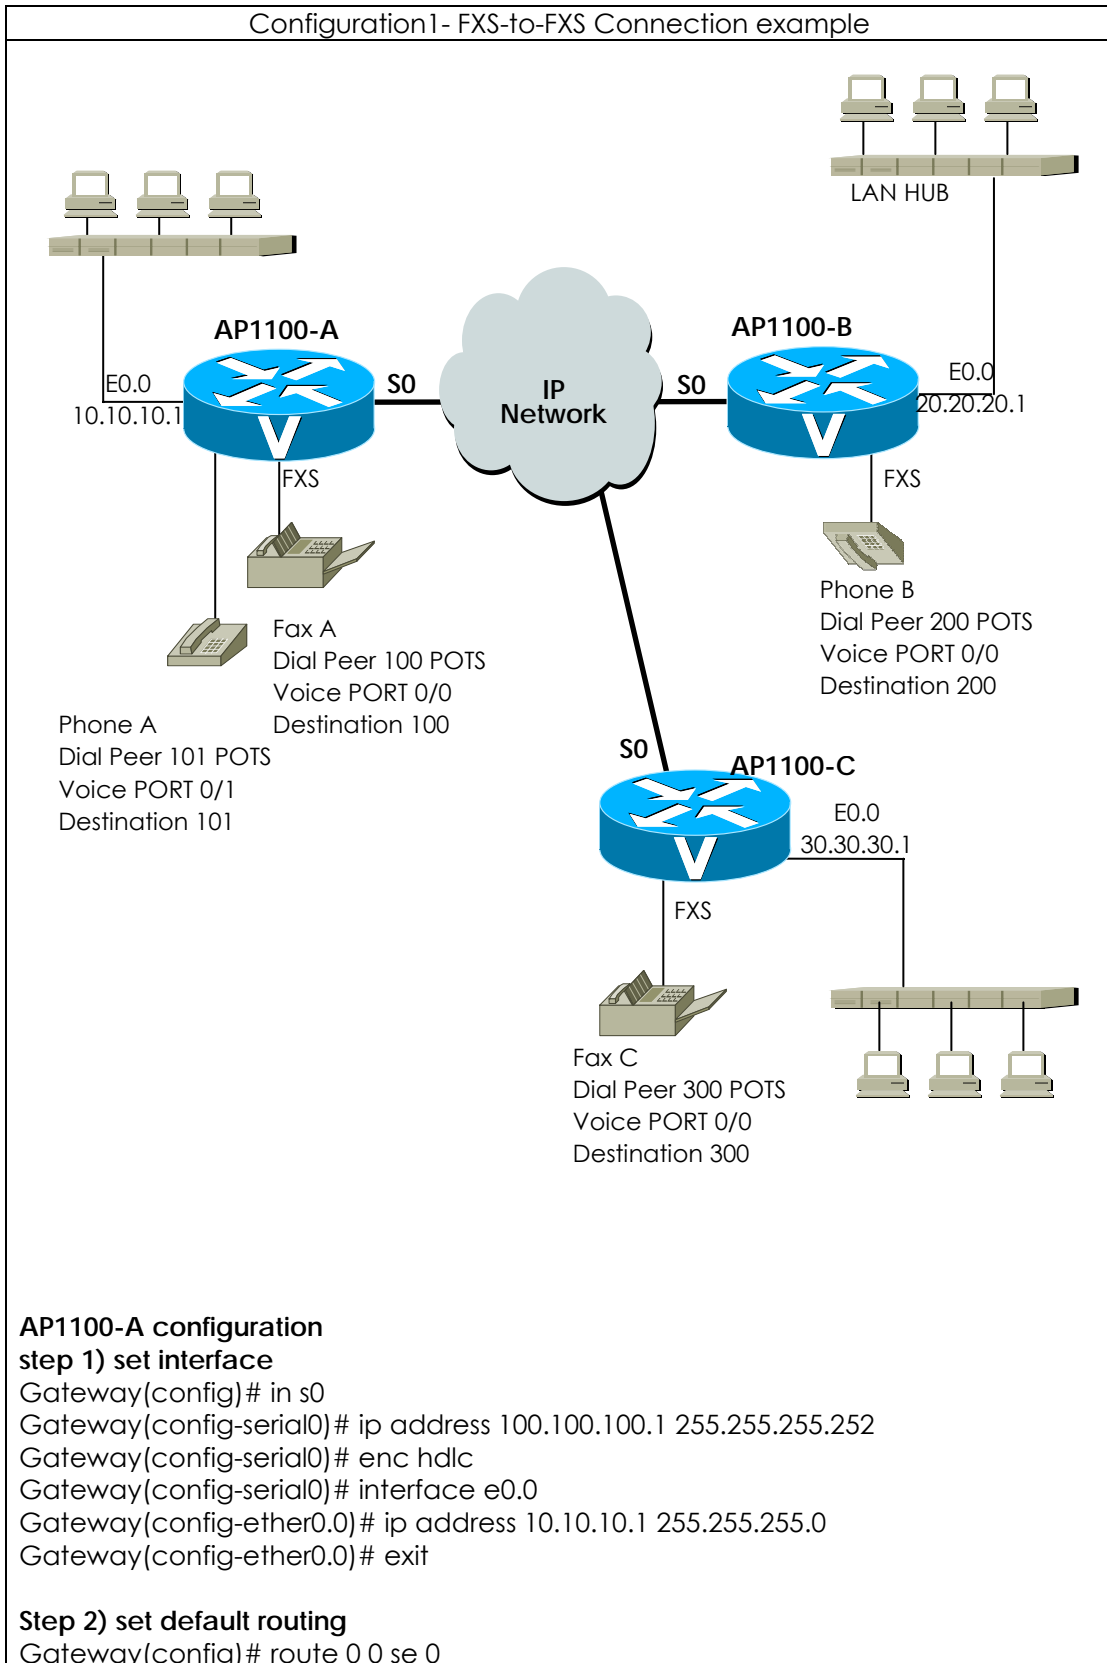 Configuration1- FXS-to-FXS Connection example
LAN HUB
AP1100-A
AP1100-B
E0.0
10.10.10.1
S0
IP
Network
S0
E0.0
20.20.20.1
FXS
FXS
Phone B
Dial Peer 200 POTS
Voice PORT 0/0
Destination 200
Fax A
Dial Peer 100 POTS
Voice PORT 0/0
Destination 100
Phone A
Dial Peer 101 POTS
Voice PORT 0/1
Destination 101
S0
AP1100-C
E0.0
30.30.30.1
FXS
Fax C
Dial Peer 300 POTS
Voice PORT 0/0
Destination 300
AP1100-A configuration
step 1) set interface
Gateway(config)# in s0
Gateway(config-serial0)# ip address 100.100.100.1 255.255.255.252
Gateway(config-serial0)# enc hdlc
Gateway(config-serial0)# interface e0.0
Gateway(config-ether0.0)# ip address 10.10.10.1 255.255.255.0
Gateway(config-ether0.0)# exit
Step 2) set default routing
Gateway(config)# route 0 0 se 0